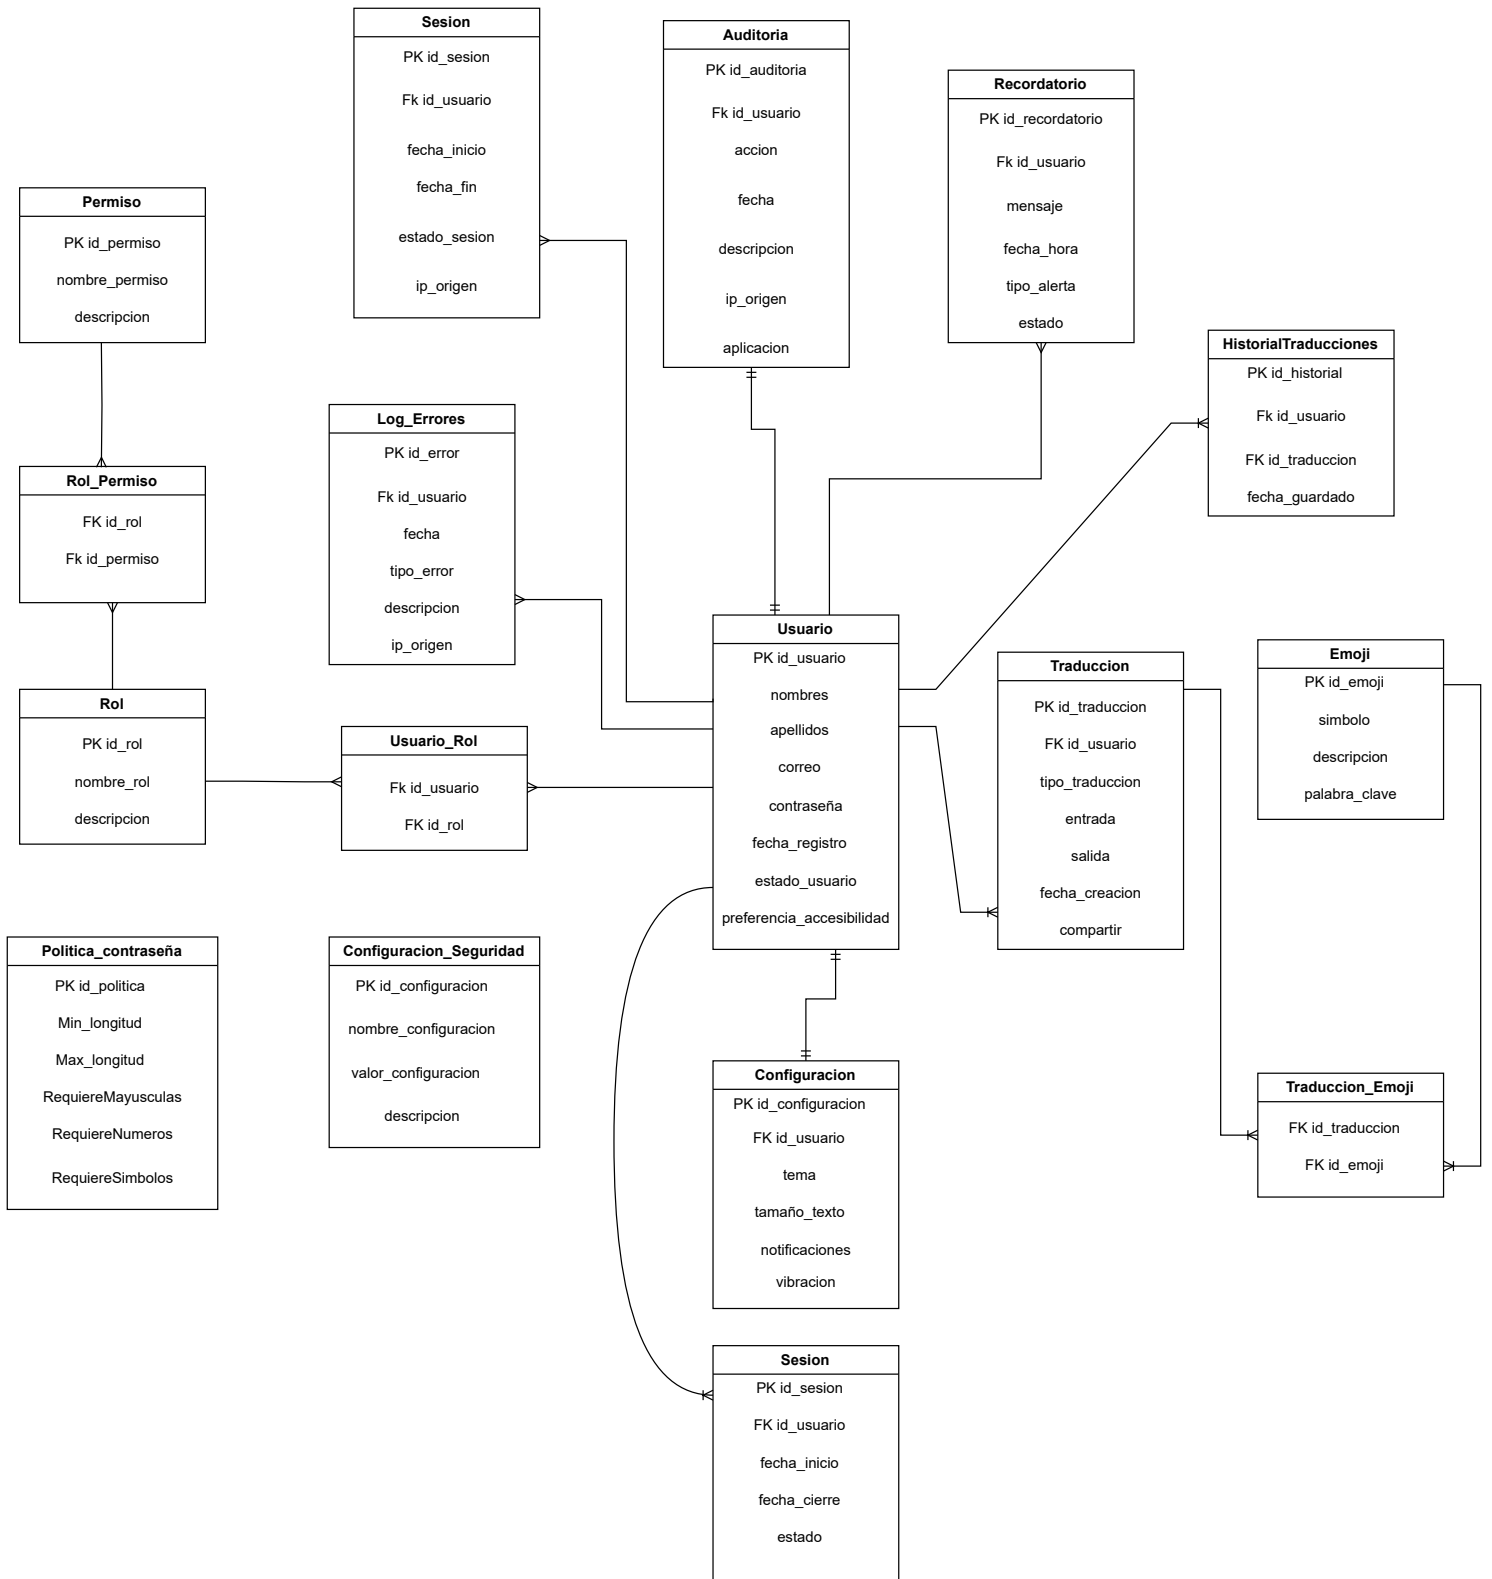 Sesion
PK id_sesion
Fk id_usuario
fecha_inicio
fecha_fin
estado_sesion
ip_origen
Auditoria
PK id_auditoria
Fk id_usuario
accion
fecha
descripcion
ip_origen
aplicacion
Recordatorio
PK id_recordatorio
Fk id_usuario
mensaje
fecha_hora
tipo_alerta
estado
Permiso
PK id_permiso
nombre_permiso
descripcion
HistorialTraducciones
PK id_historial
Fk id_usuario
FK id_traduccion
fecha_guardado
Log_Errores
PK id_error
Fk id_usuario
fecha
tipo_error
descripcion
ip_origen
Rol_Permiso
FK id_rol
Fk id_permiso
Usuario
PK id_usuario
nombres
apellidos
correo
contraseña
fecha_registro
estado_usuario
preferencia_accesibilidad
Traduccion
PK id_traduccion
FK id_usuario
tipo_traduccion
entrada
salida
fecha_creacion
compartir
Emoji
PK id_emoji
simbolo
descripcion
palabra_clave
Rol
PK id_rol
nombre_rol
descripcion
Usuario_Rol
Fk id_usuario
FK id_rol
Politica_contraseña
PK id_politica
Min_longitud
Max_longitud
RequiereMayusculas
RequiereNumeros
RequiereSimbolos
Configuracion_Seguridad
PK id_configuracion
nombre_configuracion
valor_configuracion
descripcion
Configuracion
PK id_configuracion
FK id_usuario
tema
tamaño_texto
notificaciones
vibracion
Traduccion_Emoji
FK id_traduccion
FK id_emoji
Sesion
PK id_sesion
FK id_usuario
fecha_inicio
fecha_cierre
estado